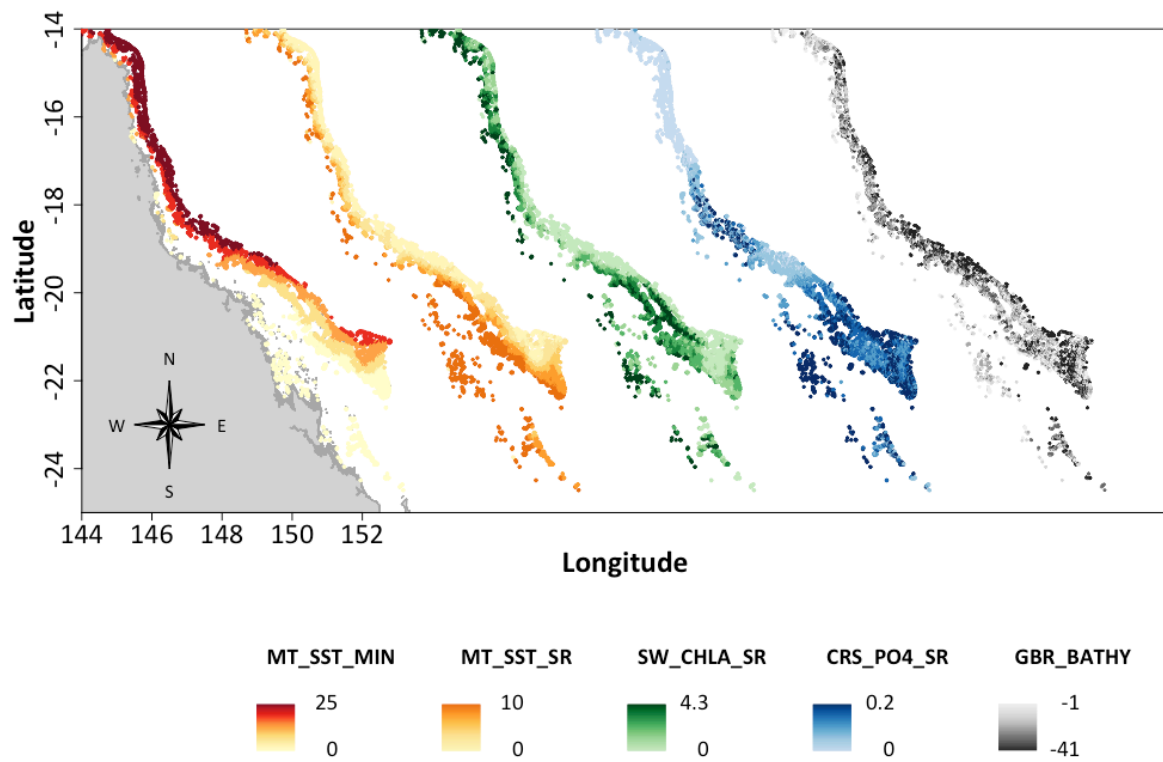 -14
-16
-18
-20
-22
-24
Latitude
N
W E
S
144 146 148 150 152
Longitude
MT_SST_MIN MT_SST_SR SW_CHLA_SR CRS_PO4_SR GBR_BATHY
25 10 4.3 0.2 -1
0 0 0 0 -41